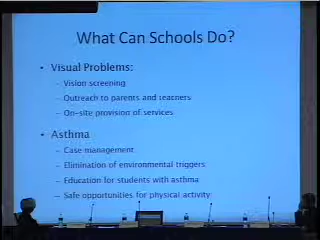 What Can Schools Do?
• Visual Problems:
– Vision screening
– Outreach to parents and teachers
– On-site provision of services
• Asthma
– Case management
– Elimination of environmental triggers
– Education for students with asthma
– Safe opportunities for physical activity